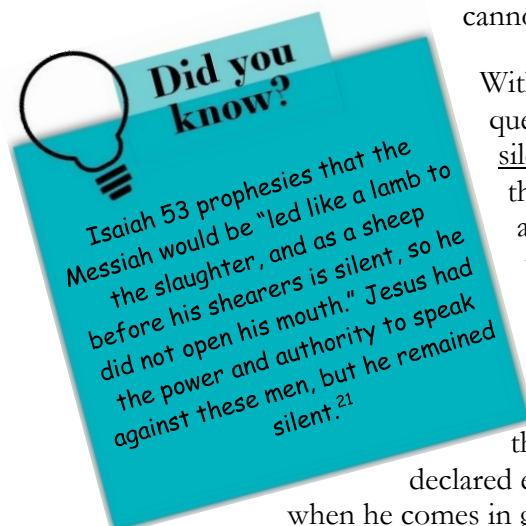 canno
Did you
know?
Isaiah 53 prophesies that the
Messiah would be “led like a lamb to
the slaughter, and as a sheep
before his shearers is silent, so he
did not open his mouth.” Jesus had
the power and authority to speak
against these men, but he remained
silent.21
With
que
sil
th
a
th
declared e
when he comes in g